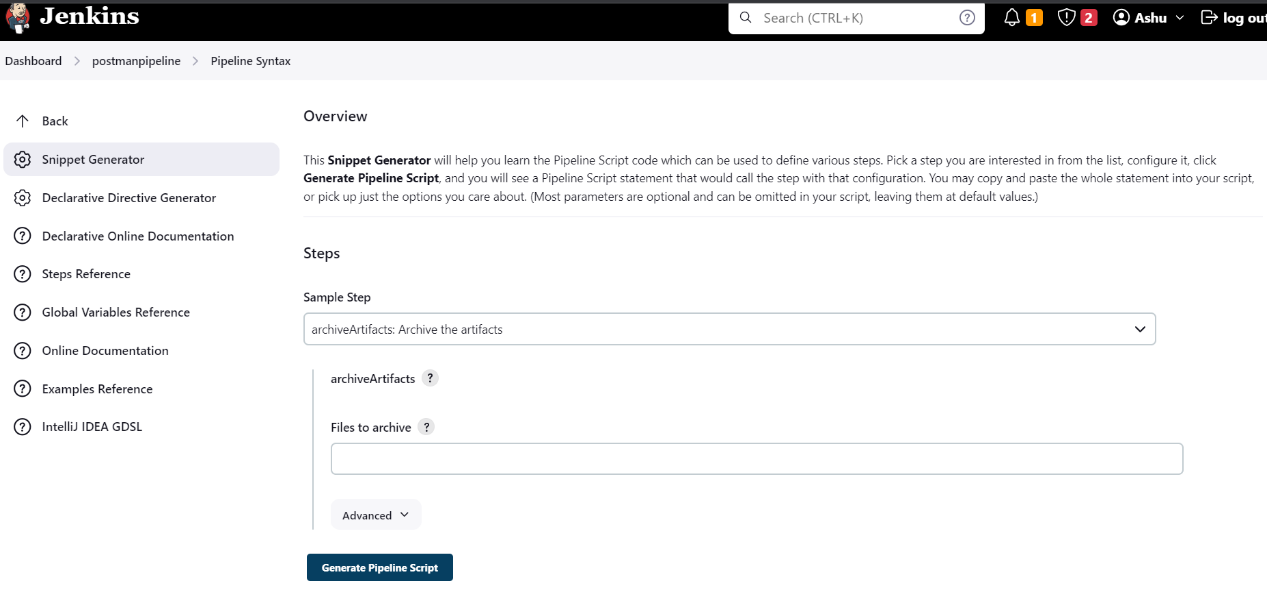 Jenkins
Search (CTRL+K)
?
1
2
Ashu
log out
Dashboard > postmanpipeline > Pipeline Syntax
Back
Snippet Generator
Declarative Directive Generator
? Declarative Online Documentation
? Steps Reference
? Global Variables Reference
? Online Documentation
? Examples Reference
? IntelliJ IDEA GDSL
Overview
This Snippet Generator will help you learn the Pipeline Script code which can be used to define various steps. Pick a step you are interested in from the list, configure it, click
Generate Pipeline Script, and you will see a Pipeline Script statement that would call the step with that configuration. You may copy and paste the whole statement into your script,
or pick up just the options you care about. (Most parameters are optional and can be omitted in your script, leaving them at default values.)
Steps
Sample Step
archiveArtifacts: Archive the artifacts
archiveArtifacts ?
Files to archive ?
Advanced
Generate Pipeline Script